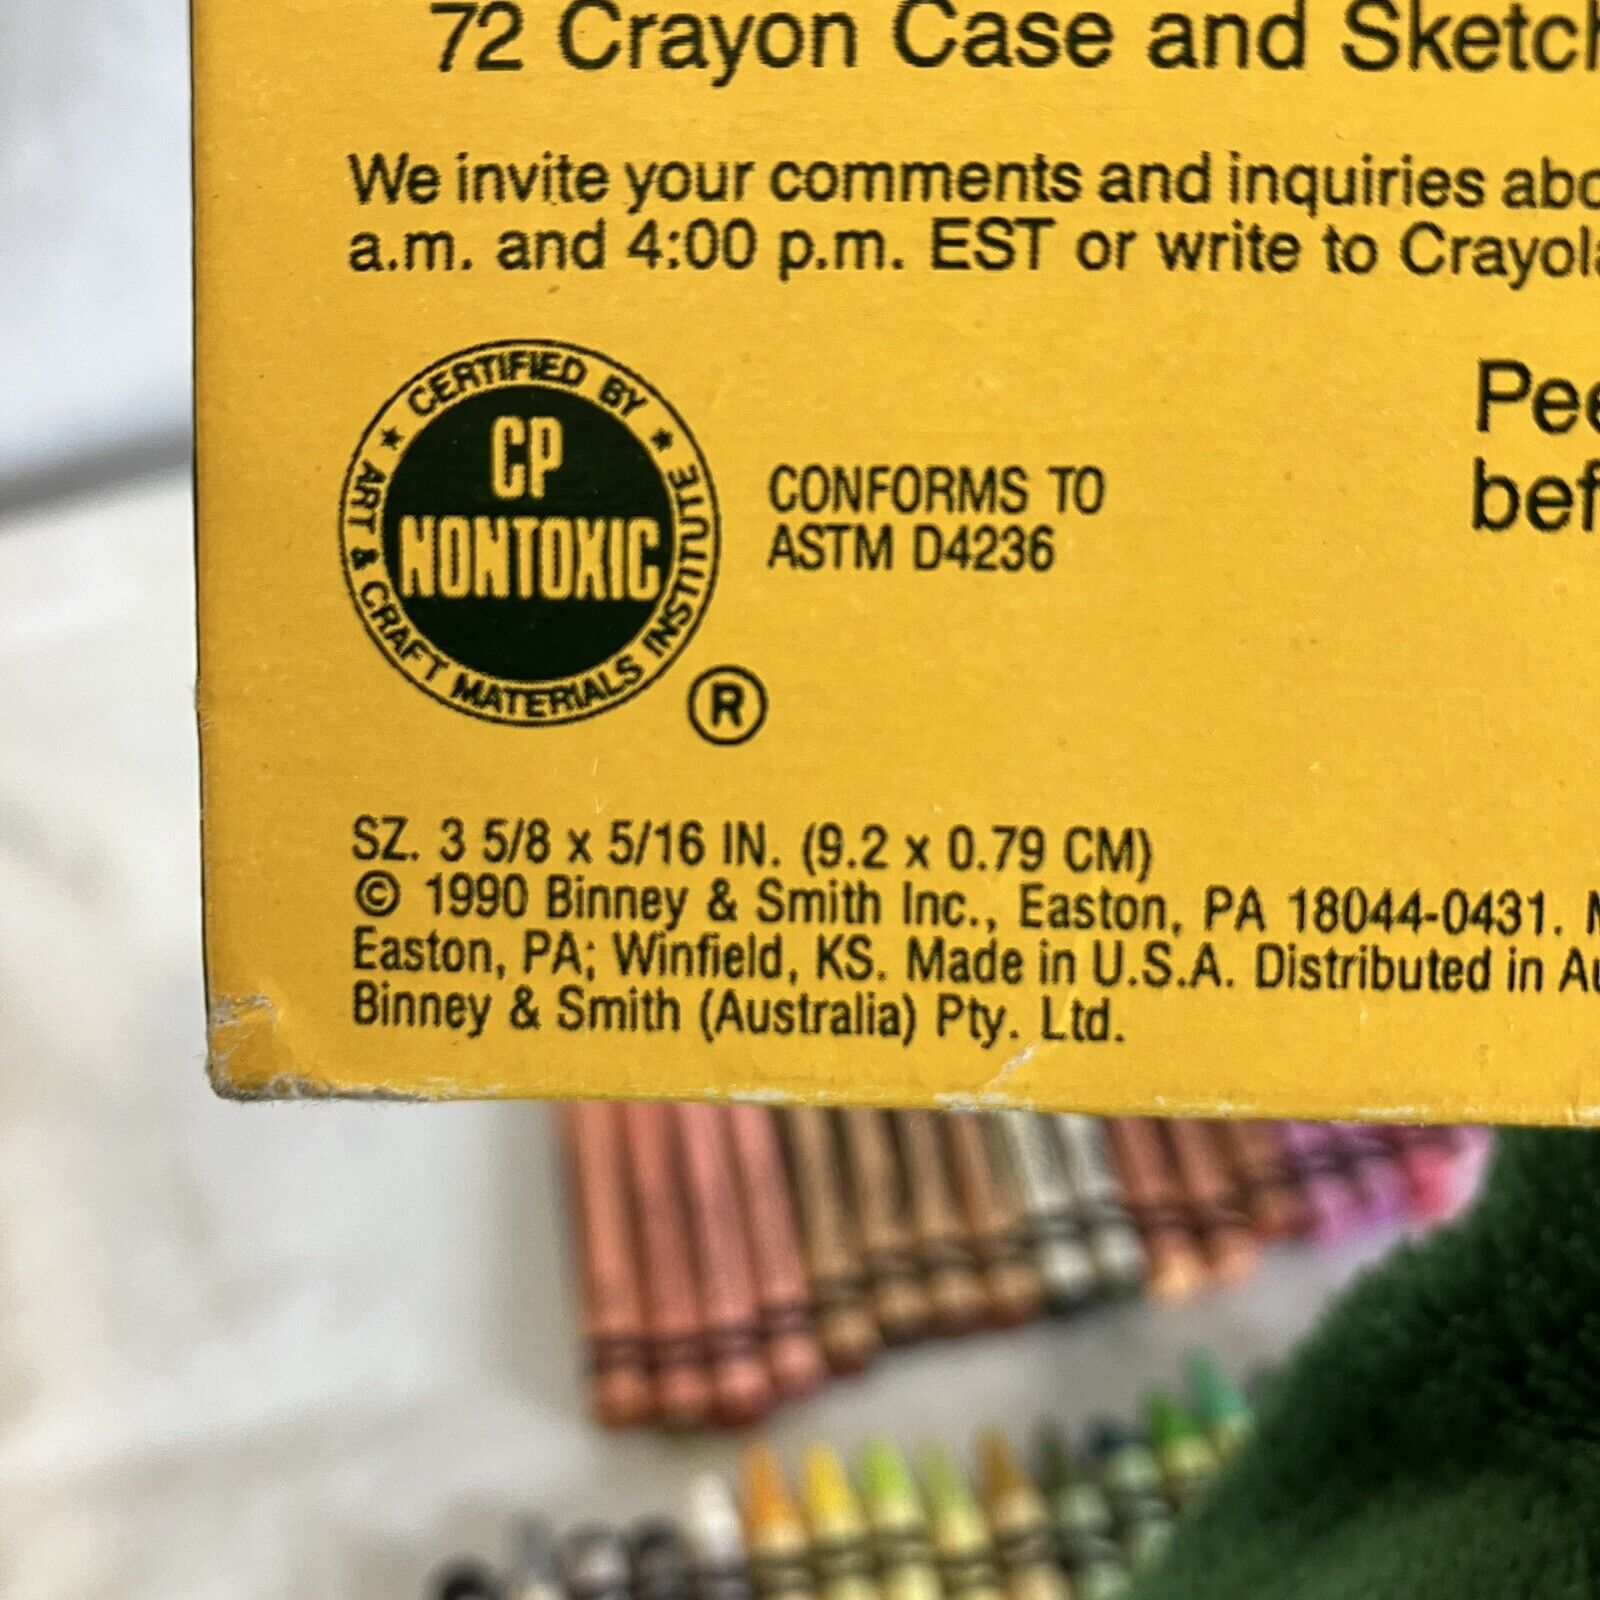 72 Crayon Case and Sketch
We invite your comments and inquiries abo
a.m. and 4:00 p.m. EST or write to Crayola
CERTIFIED BY
ART & CRAFT MATERIALS INSTITUTE
CP
NONTOXIC
®
CONFORMS TO
ASTM D4236
Pee
bef
SZ. 3 5/8 x 5/16 IN. (9.2 x 0.79 CM)
© 1990 Binney & Smith Inc., Easton, PA 18044-0431.
Easton, PA; Winfield, KS. Made in U.S.A. Distributed in Au
Binney & Smith (Australia) Pty. Ltd.